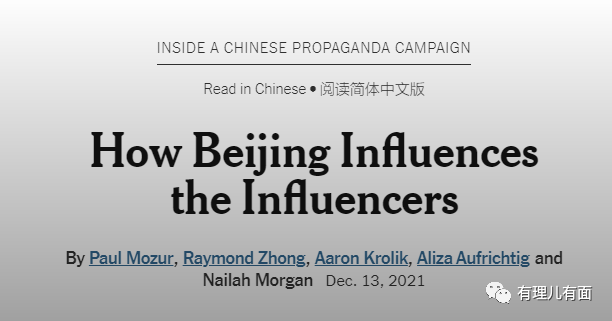 INSIDE A CHINESE PROPAGANDA CAMPAIGN
Read in Chinese • 阅读简体中文版
How Beijing Influences
the Influencers
By Paul Mozur, Raymond Zhong, Aaron Krolik, Aliza Aufrichtig and
Nailah Morgan Dec. 13, 2021
有理儿有面